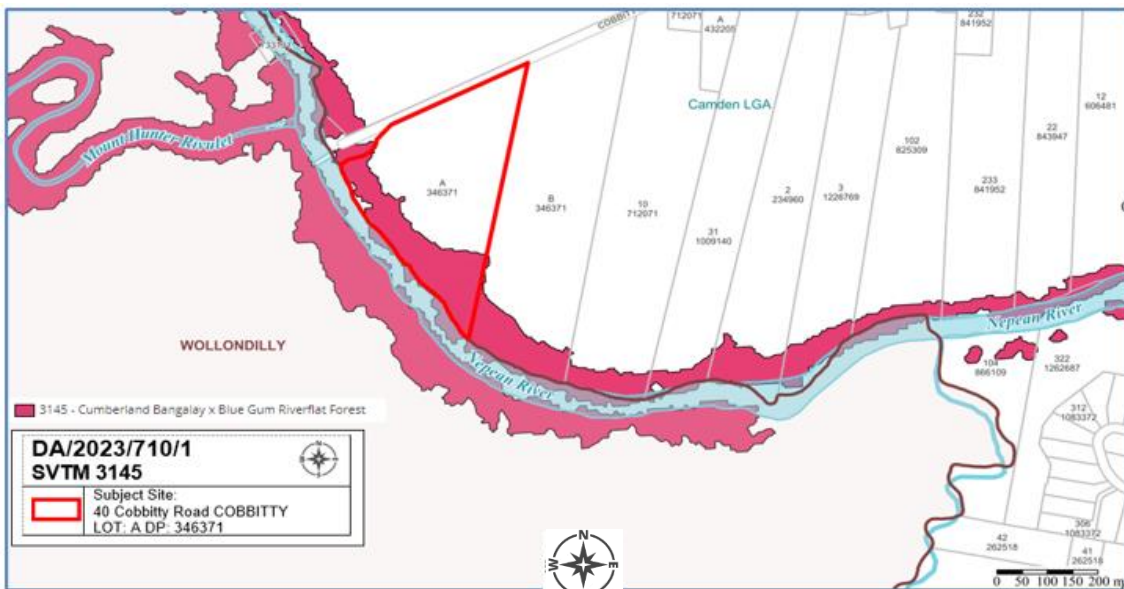 712071
A
432205
232
841952
COBBITTY
Camden LGA
12
606481
Mount Hunter Rivulet
102
825309
22
843947
A
346371
B
346371
10
712071
2
234960
3
1226769
233
841952
31
1009140
WOLLONDILLY
Nepean River
Nepean River
104
866109
322
1262687
312
1083372
3145 - Cumberland Bangalay x Blue Gum Riverflat Forest
DA/2023/710/1
SVTM 3145
Subject Site:
40 Cobbitty Road COBBITTY
LOT: A DP: 346371
N
E
W
S
42
262518
306
1083372
41
262518
0 50 100 150 200 m